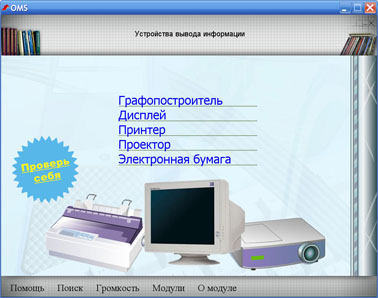 OMS
Устройства вывода информации
Графопостроитель
Дисплей
Принтер
Проектор
Электронная бумага
Проверь
себя
Помощь Поиск Громкость Модули О модуле